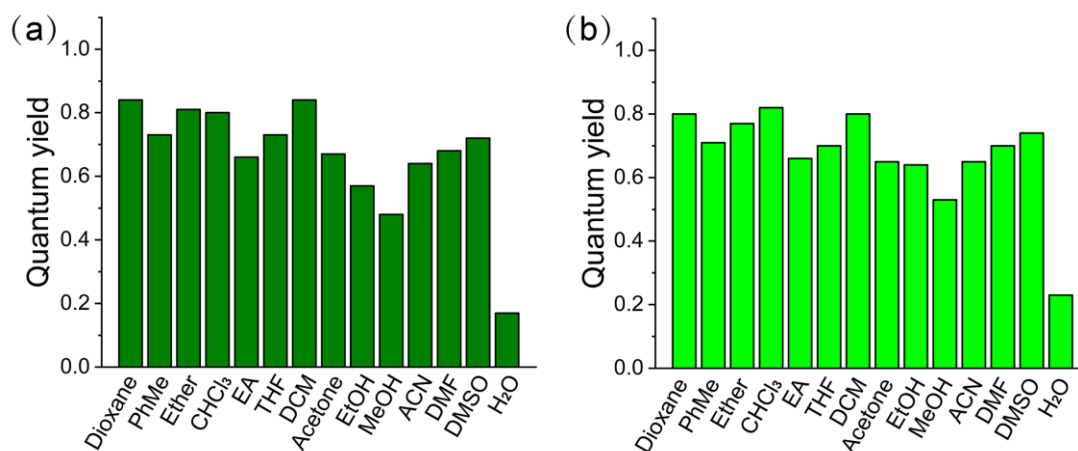 (a)
Quantum yield
1.0
0.8
0.6
0.4
0.2
0.0
Dioxane
PhMe
Ether
CHCl₃
EA
THF
DCM
Acetone
EtOH
MeOH
ACN
DMF
DMSO
H₂O
(b)
Quantum yield
1.0
0.8
0.6
0.4
0.2
0.0
Dioxane
PhMe
Ether
CHCl₃
EA
THF
DCM
Acetone
EtOH
MeOH
ACN
DMF
DMSO
H₂O